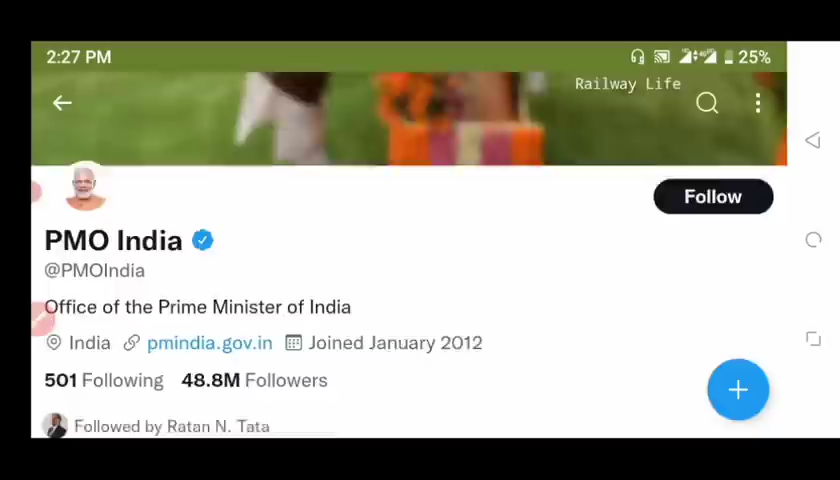 2:27 PM 25%
Railway Life
Follow
PMO India
@PMOIndia
Office of the Prime Minister of India
India pmindia.gov.in Joined January 2012
501 Following 48.8M Followers
Followed by Ratan N. Tata